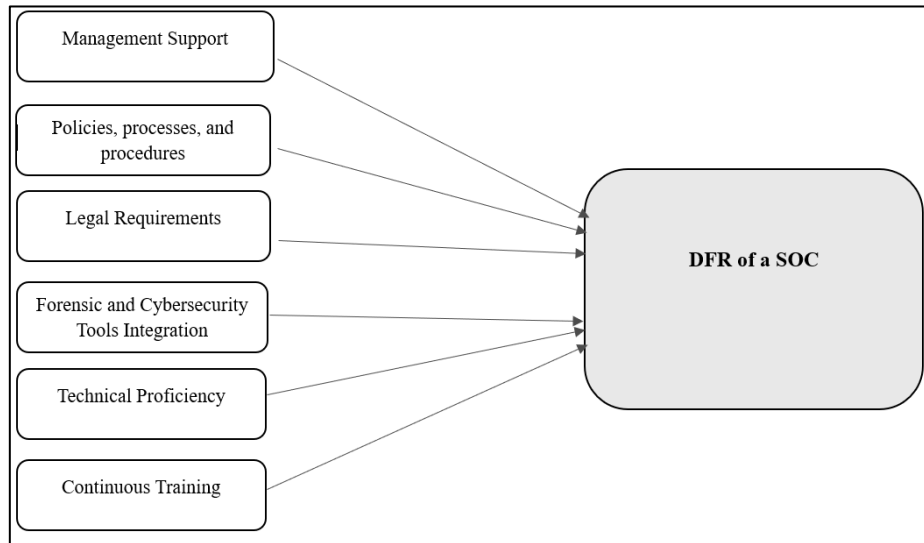 Management Support
Policies, processes, and
procedures
Legal Requirements
Forensic and Cybersecurity
Tools Integration
Technical Proficiency
Continuous Training
DFR of a SOC